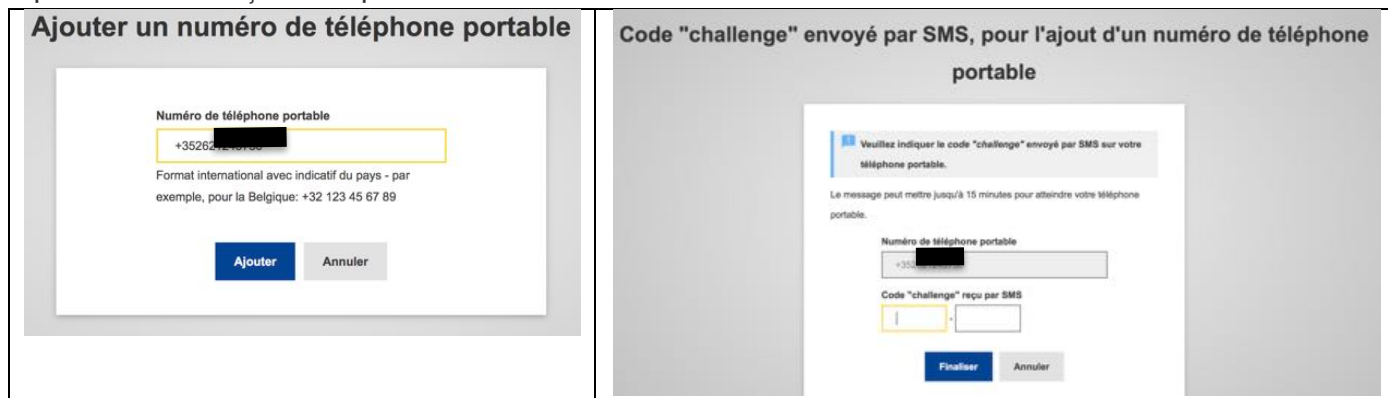 Ajouter un numéro de téléphone portable
Numéro de téléphone portable
Format international avec indicatif du pays - par
exemple, pour la Belgique: +32 123 45 67 89
Ajouter Annuler
Code "challenge" envoyé par SMS, pour l'ajout d'un numéro de téléphone
portable
Veuillez indiquer le code "challenge" envoyé par SMS sur votre
téléphone portable.
Le message peut mettre jusqu'à 15 minutes pour atteindre votre téléphone
portable.
Numéro de téléphone portable
Code "challenge" reçu par SMS
-
Finaliser Annuler